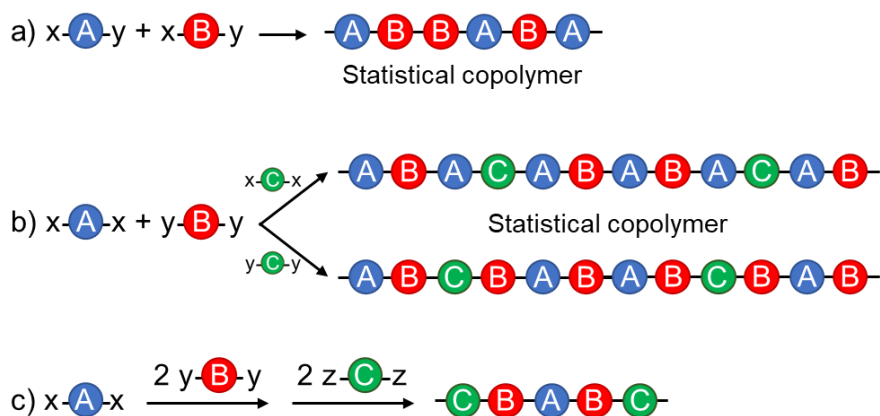 a) x-A-y + x-B-y
A B B A B A
Statistical copolymer
x-C-x
A B A C A B A B A C A B
b) x-A-x + y-B-y
Statistical copolymer
y-C-y
A B C B A B A B C B A B
c) x-A-x 2 y-B-y 2 z-C-z C B A B C